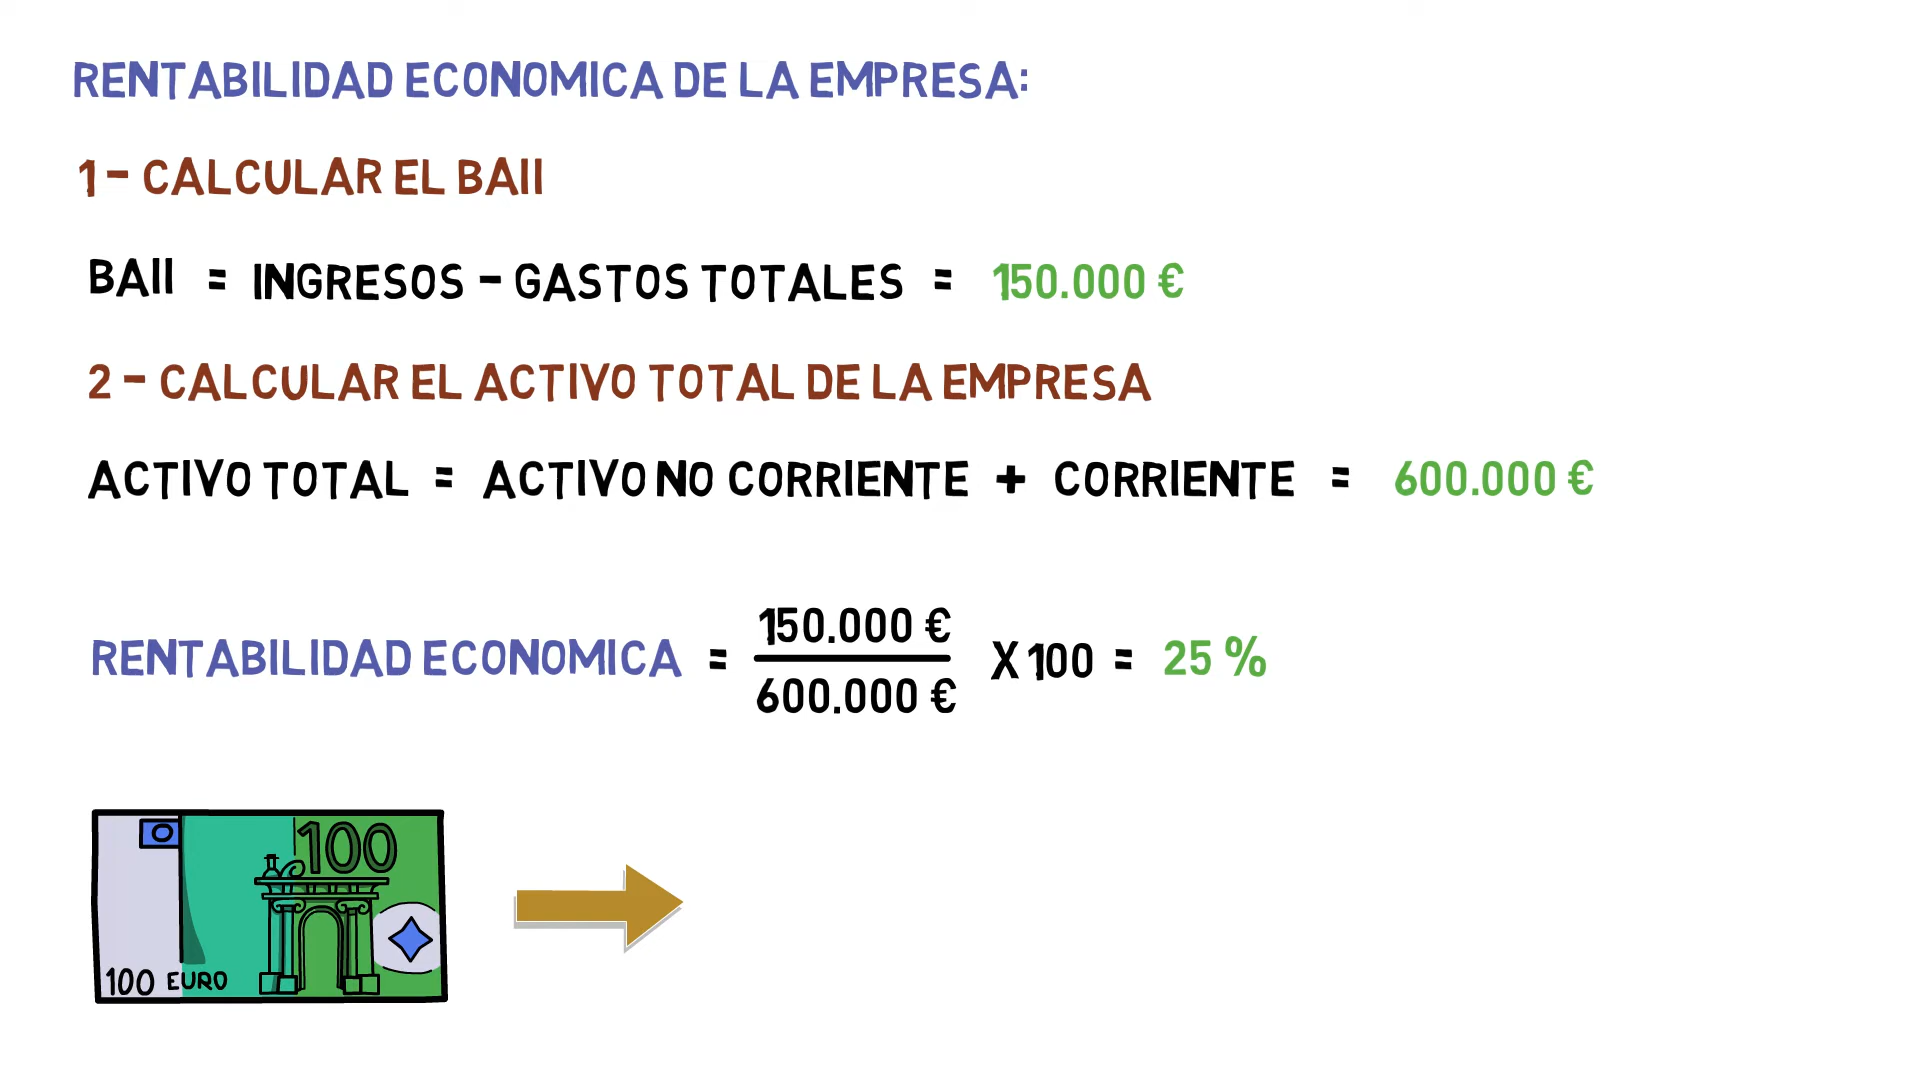 RENTABILIDAD ECONOMICA DE LA EMPRESA:
1 - CALCULAR EL BAII
BAII = INGRESOS - GASTOS TOTALES = 150.000 €
2 - CALCULAR EL ACTIVO TOTAL DE LA EMPRESA
ACTIVO TOTAL = ACTIVO NO CORRIENTE + CORRIENTE = 600.000 €
150.000 €
RENTABILIDAD ECONOMICA = X 100 = 25 %
600.000 €
100
100 EURO